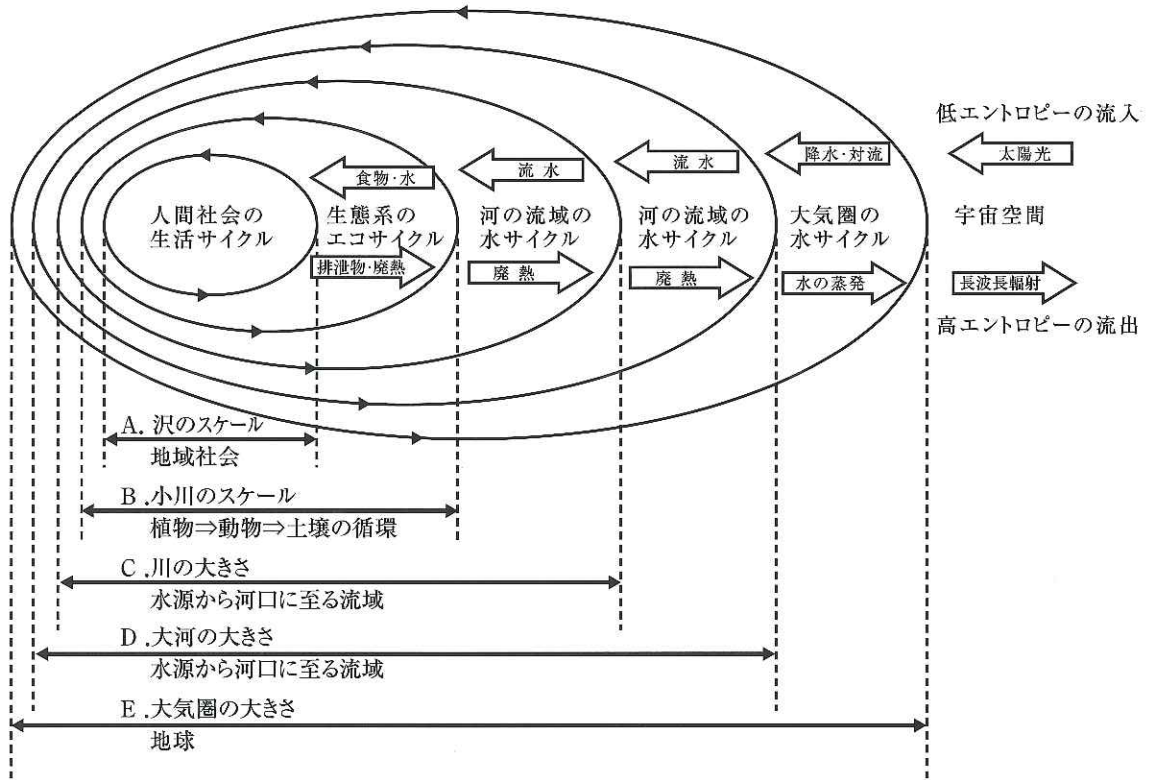 低エントロピーの流入
太陽光
降水・対流
流水
流水
食物・水
人間社会の
生活サイクル
生態系の
エコサイクル
河の流域の
水サイクル
河の流域の
水サイクル
大気圏の
水サイクル
宇宙空間
排泄物・廃熱
廃熱
廃熱
水の蒸発
長波長輻射
高エントロピーの流出
A. 沢のスケール
地域社会
B.小川のスケール
植物⇒動物⇒土壌の循環
C.川の大きさ
水源から河口に至る流域
D.大河の大きさ
水源から河口に至る流域
E.大気圏の大きさ
地球